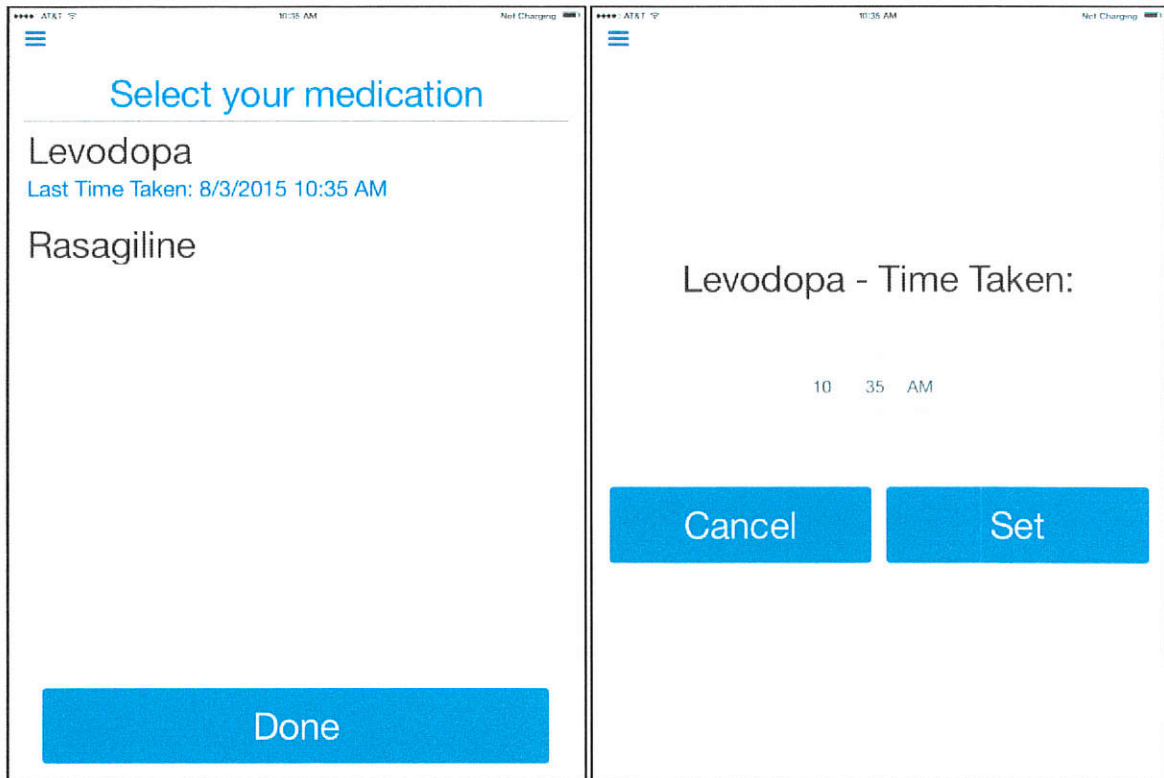 AT&T 10:35 AM Not Charging
Select your medication
Levodopa
Last Time Taken: 8/3/2015 10:35 AM
Rasagiline
Done
AT&T 10:35 AM Not Charging
Levodopa - Time Taken:
10 35 AM
Cancel Set